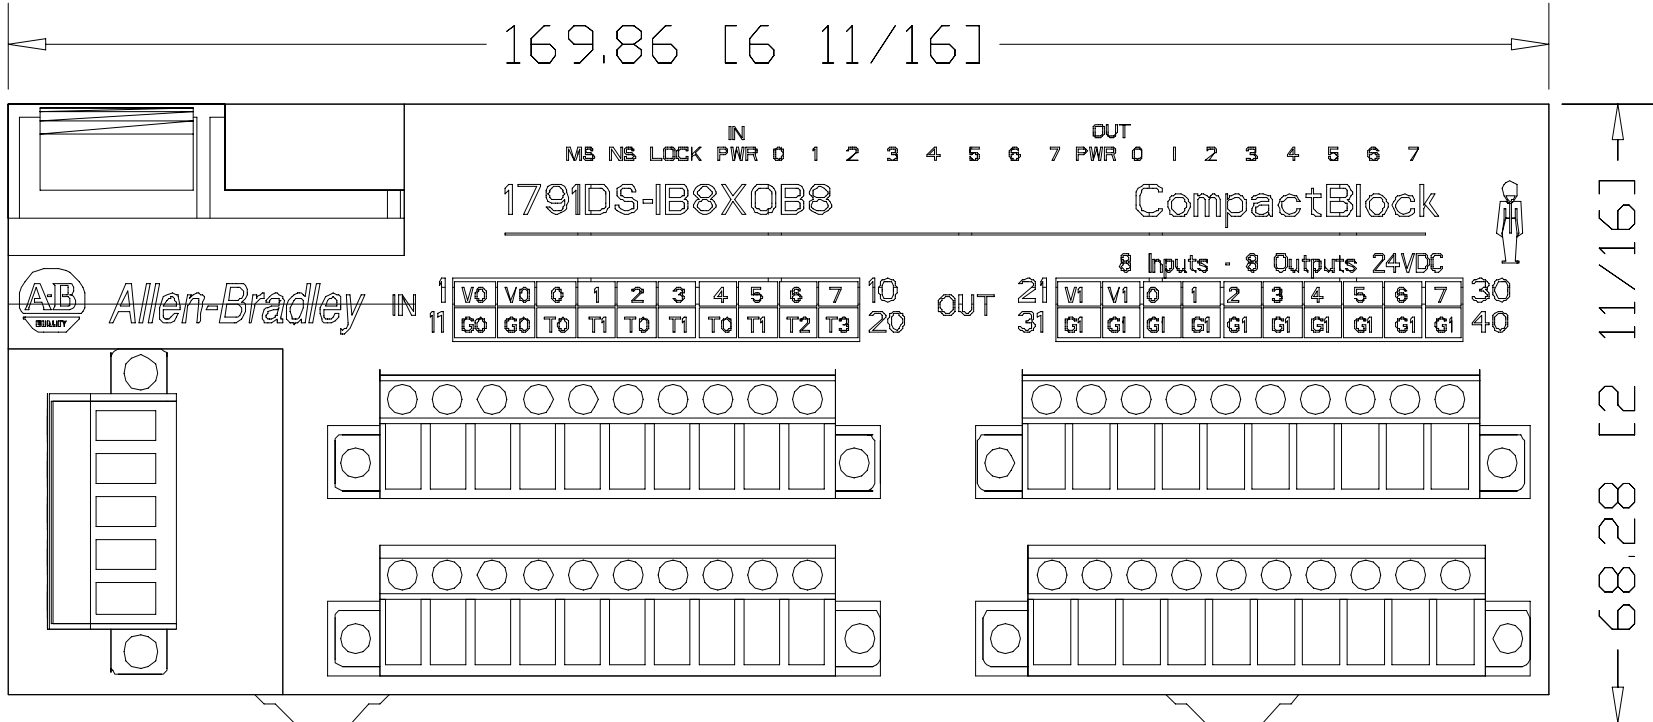 169.86 [6 11/16]
IN OUT
MS NS LOCK PWR 0 1 2 3 4 5 6 7 PWR 0 1 2 3 4 5 6 7
1791DS-IB8XOB8 CompactBlock
8 Inputs - 8 Outputs 24VDC
A-B
QUALITY
Allen-Bradley
IN 1 V0 V0 0 1 2 3 4 5 6 7 10
11 G0 G0 T0 T1 T0 T1 T0 T1 T2 T3 20
OUT 21 V1 V1 0 1 2 3 4 5 6 7 30
31 G1 G1 G1 G1 G1 G1 G1 G1 G1 G1 40
68.28 [2 11/16]